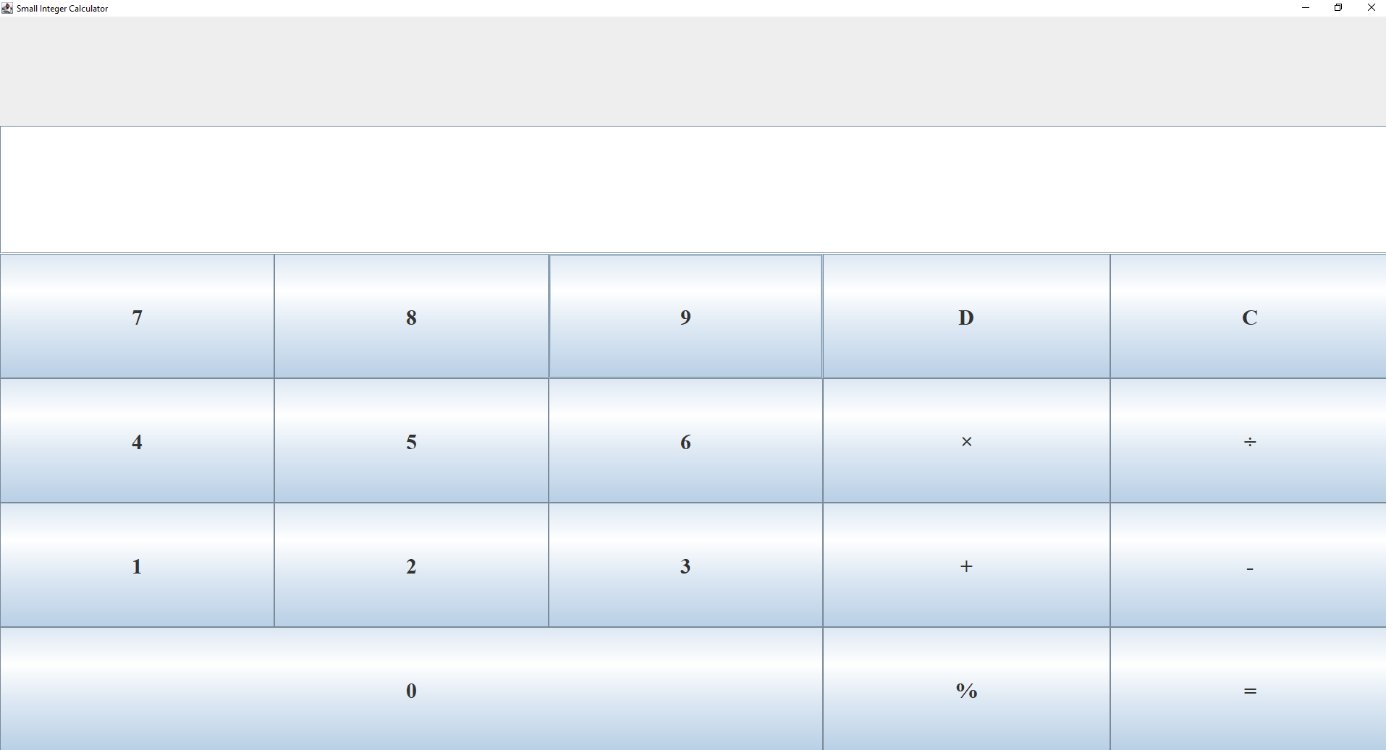 Small Integer Calculator
7 8 9 D C
4 5 6 × ÷
1 2 3 + -
0 % =